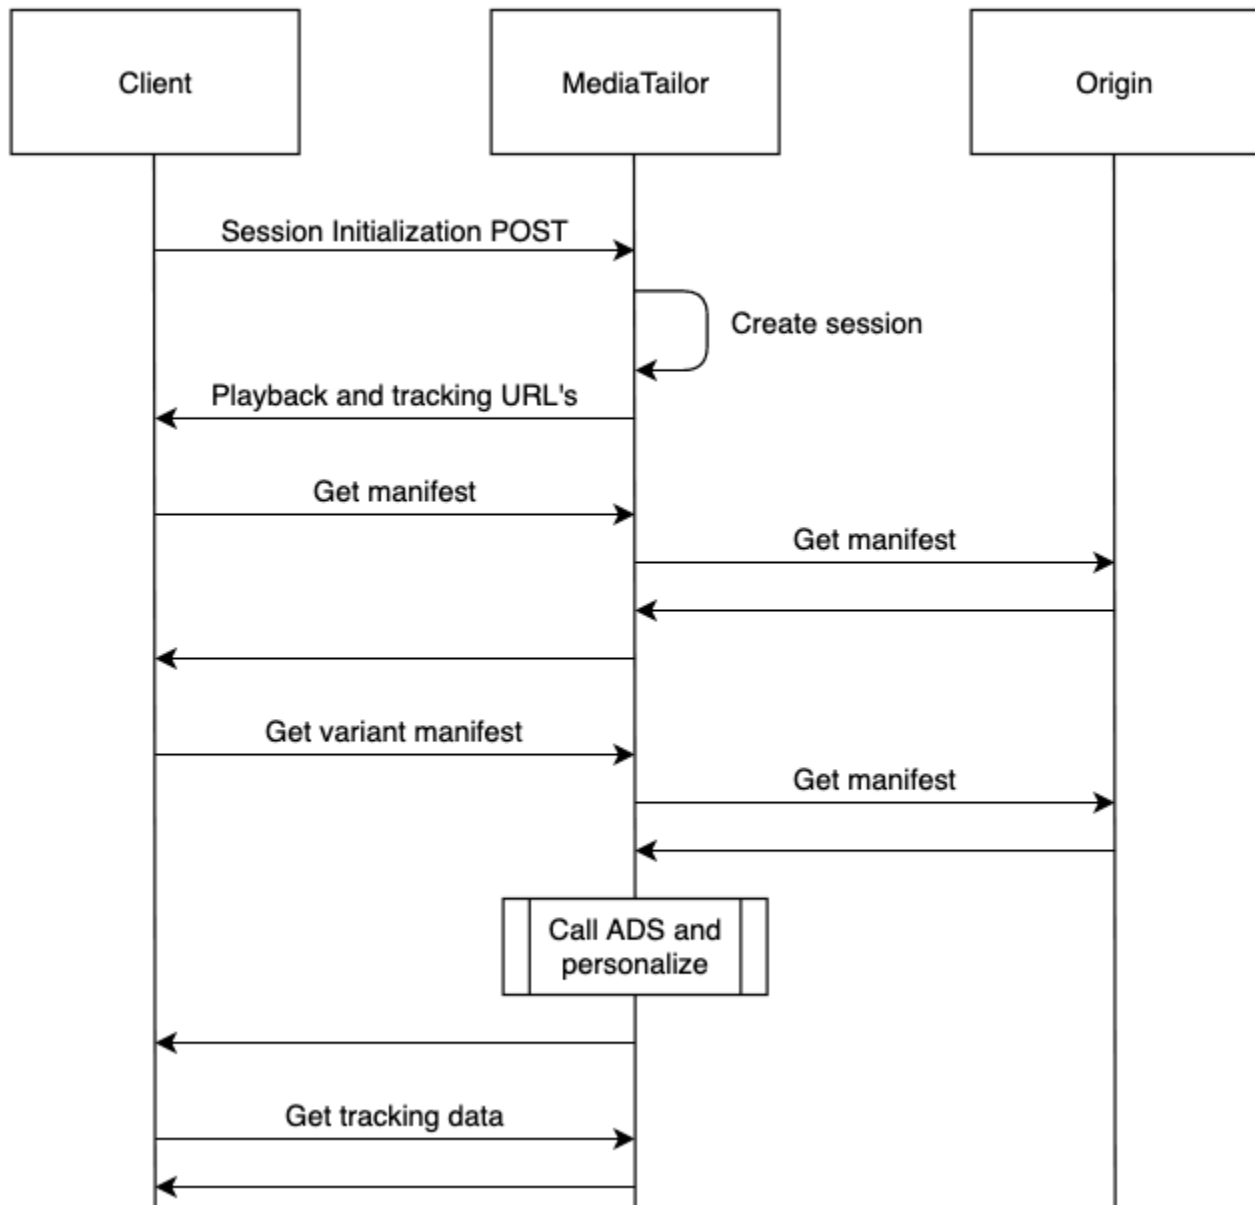 Client
MediaTailor
Origin
Session Initialization POST
Create session
Playback and tracking URL's
Get manifest
Get manifest
Get variant manifest
Get manifest
Call ADS and
personalize
Get tracking data